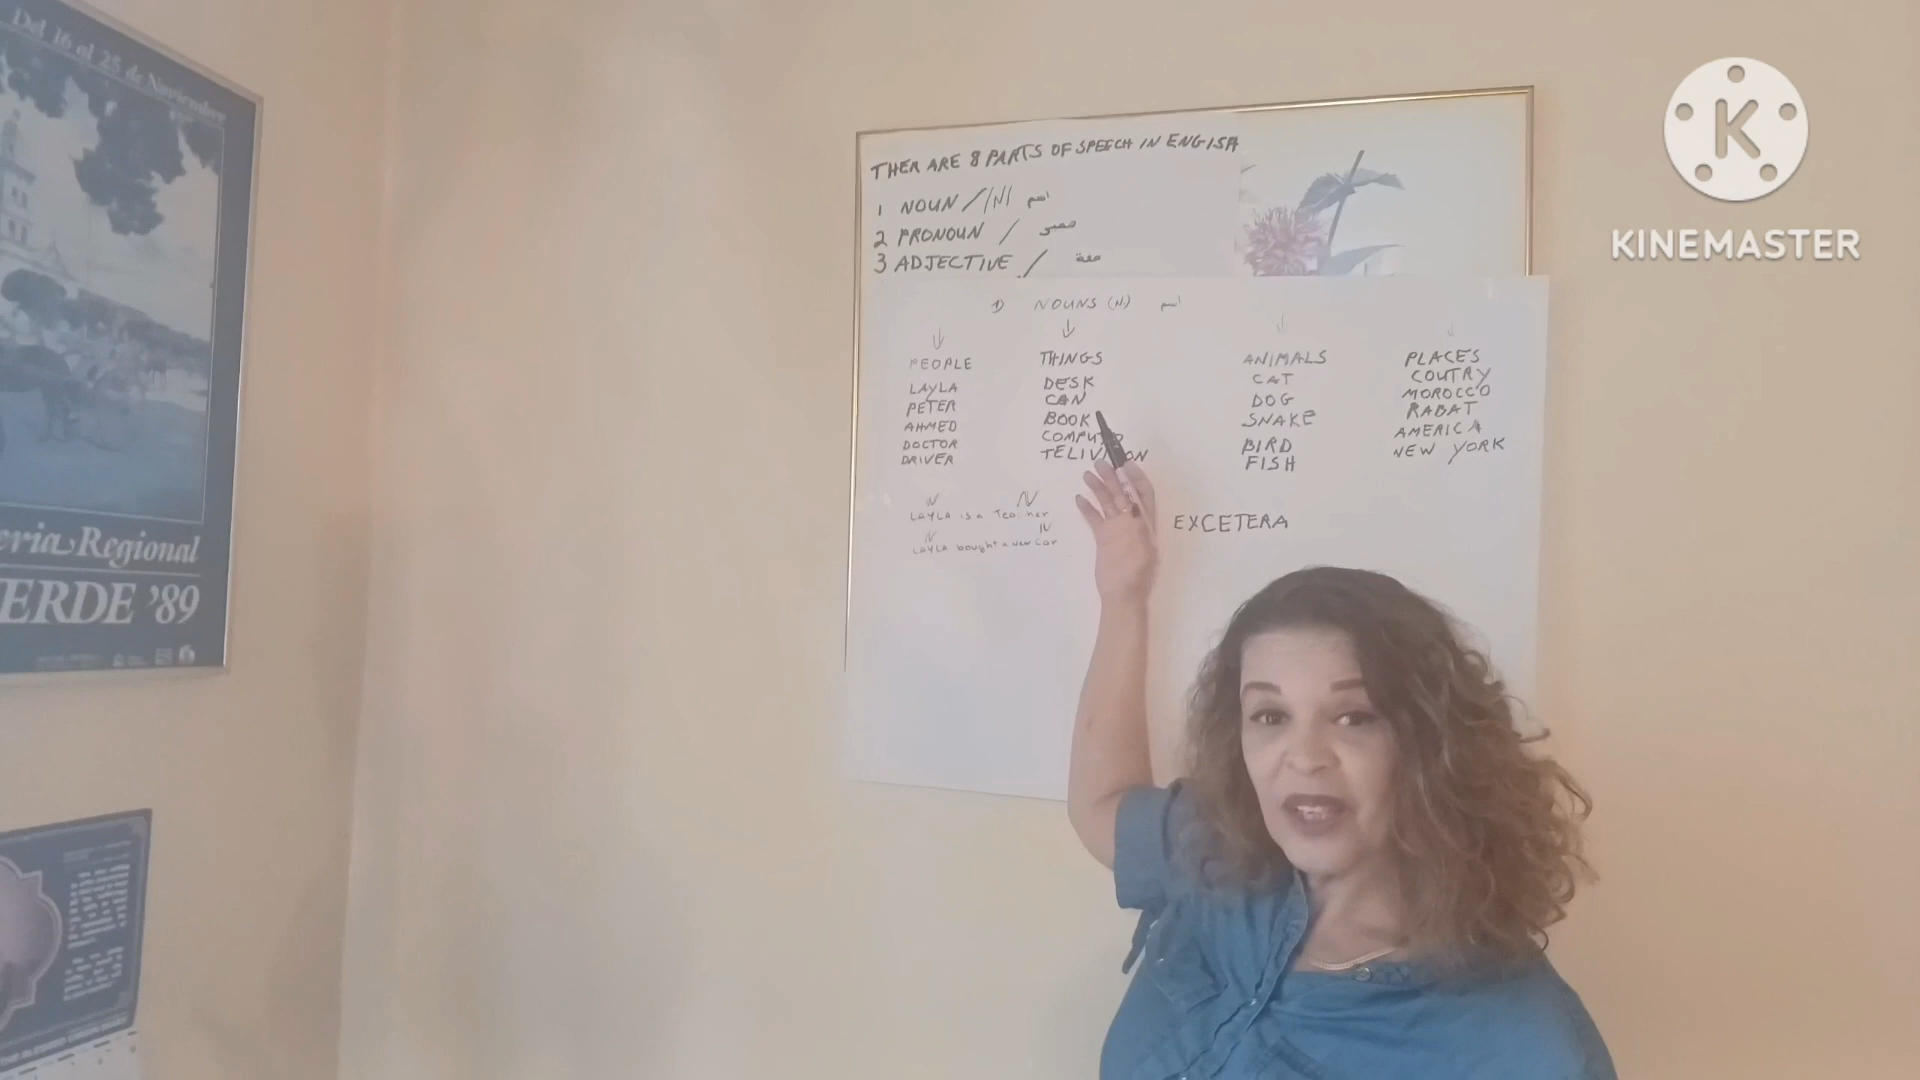 Del 16 al 25 de Noviembre
eria Regional
ERDE '89
KINEMASTER
THER ARE 8 PARTS OF SPEECH IN ENGISH
1 NOUN / /N/ اسم
2 PRONOUN /
3 ADJECTIVE / صفة
1) NOUNS (N) اسم
PEOPLE THINGS ANIMALS PLACES
LAYLA DESK CAT COUTRY
PETER CAN DOG MOROCCO
AHMED BOOK SNAKE RABAT
DOCTOR BIRD AMERICA
DRIVER FISH NEW YORK
N N
LAYLA is a Teacher
N N
LAYLA bought a new car
EXCETERA